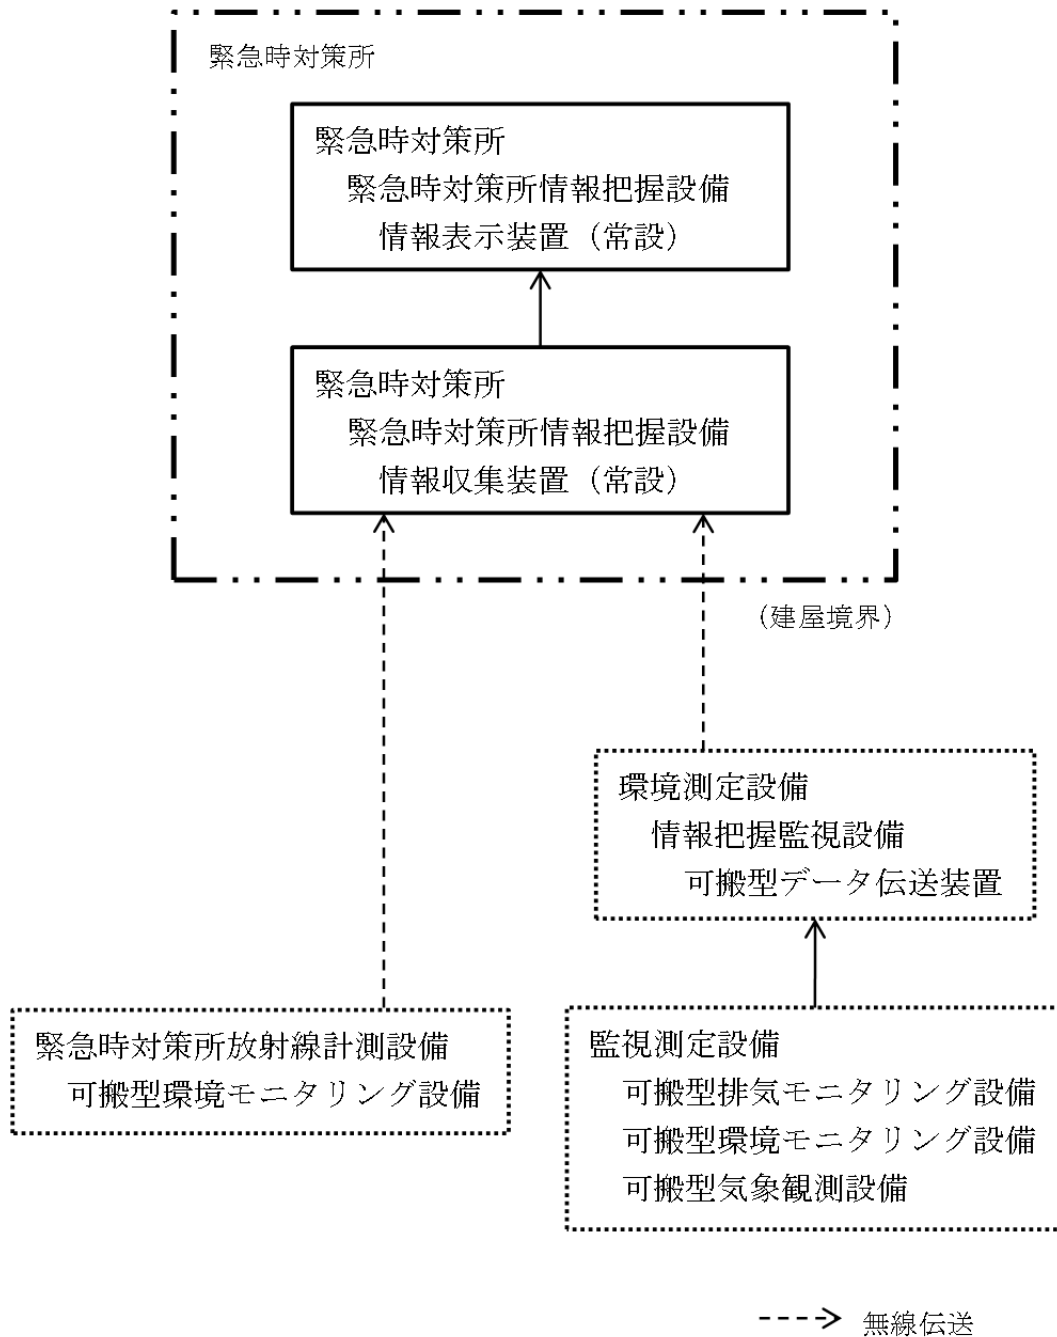 緊急時対策所
緊急時対策所
緊急時対策所情報把握設備
情報表示装置（常設）
緊急時対策所
緊急時対策所情報把握設備
情報収集装置（常設）
（建屋境界）
環境測定設備
情報把握監視設備
可搬型データ伝送装置
緊急時対策所放射線計測設備
可搬型環境モニタリング設備
監視測定設備
可搬型排気モニタリング設備
可搬型環境モニタリング設備
可搬型気象観測設備
無線伝送